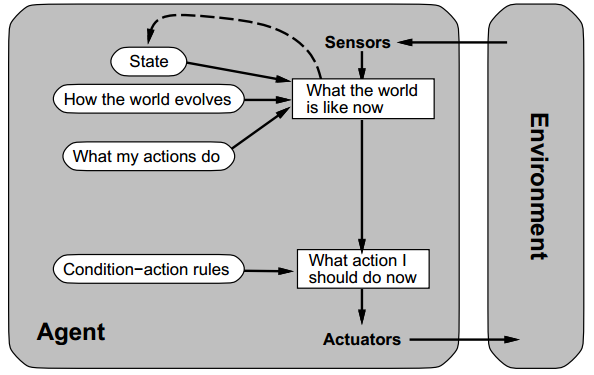 Sensors
State
What the world
is like now
How the world evolves
What my actions do
Condition−action rules
What action I
should do now
Agent
Actuators
Environment